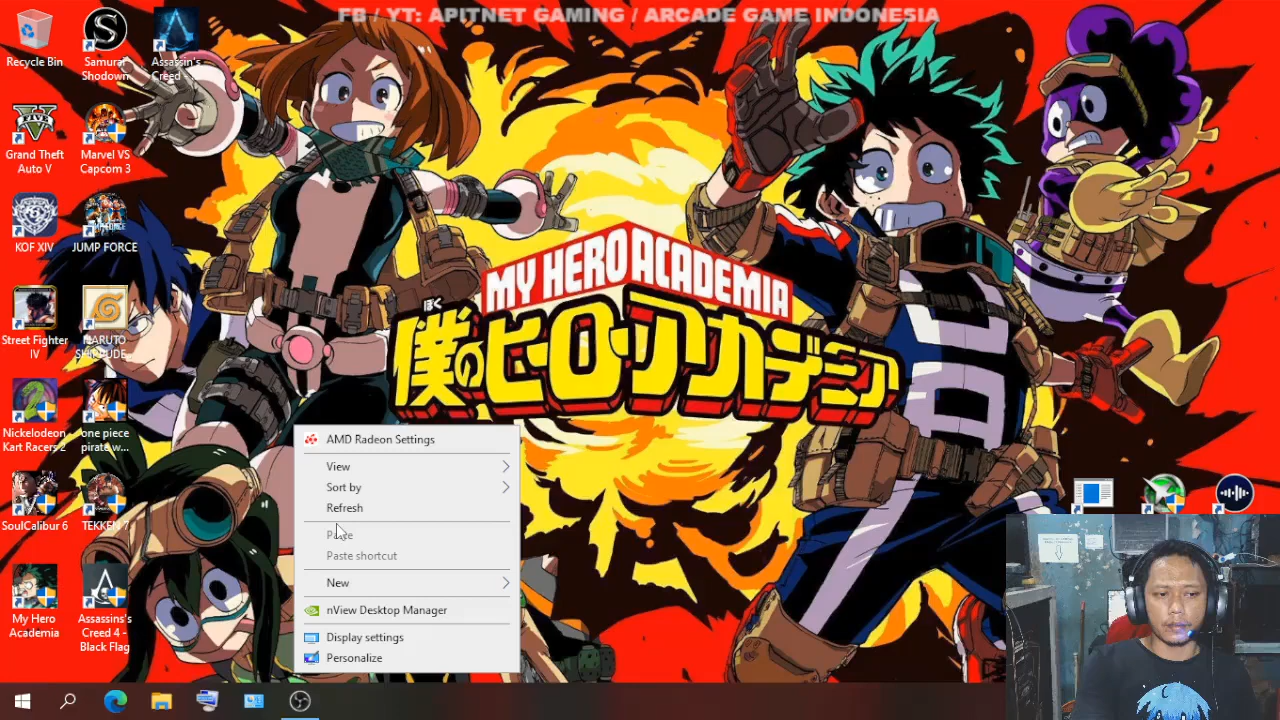 FB / YT: APITNET GAMING / ARCADE GAME INDONESIA
Recycle Bin
Samurai
Shodown
Assassin's
Creed -
Grand Theft
Auto V
Marvel VS
Capcom 3
KOF XIV
JUMP FORCE
Street Fighter
IV
NARUTO
SHIPPUDE...
Nickelodeon
Kart Racers 2
one piece
pirate w...
SoulCalibur 6
TEKKEN 7
My Hero
Academia
Assassin's
Creed 4 -
Black Flag
MY HERO ACADEMIA
ぼく
僕のヒーローアカデミア
AMD Radeon Settings
View
Sort by
Refresh
Paste
Paste shortcut
New
nView Desktop Manager
Display settings
Personalize